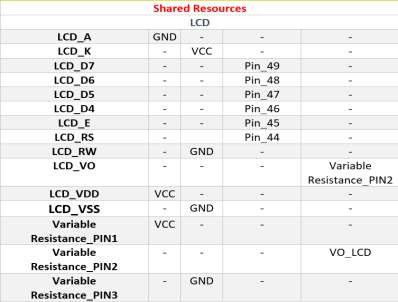 Shared Resources
LCD
LCD_A GND - - -
LCD_K - VCC - -
LCD_D7 - - Pin_49 -
LCD_D6 - - Pin_48 -
LCD_D5 - - Pin_47 -
LCD_D4 - - Pin_46 -
LCD_E - - Pin_45 -
LCD_RS - Pin_44 -
LCD_RW - GND - -
LCD_VO - - - Variable
Resistance_PIN2
LCD_VDD VCC - - -
LCD_VSS - GND - -
Variable VCC - - -
Resistance_PIN1
Variable - - - VO_LCD
Resistance_PIN2
Variable - GND - -
Resistance_PIN3